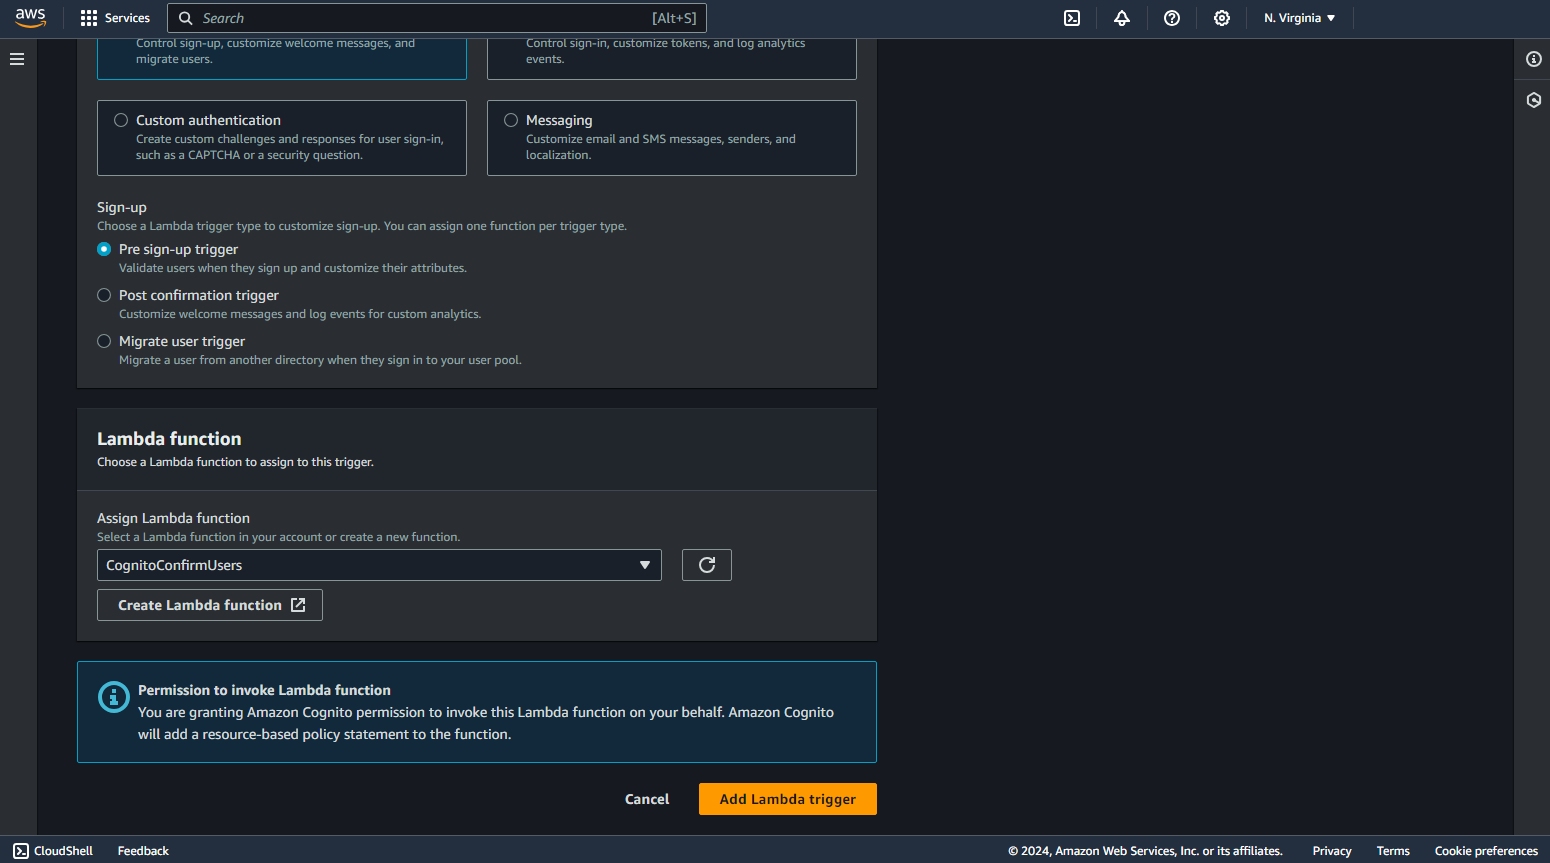 aws
Services
Search
[Alt+S]
N. Virginia
Control sign-up, customize welcome messages, and
migrate users.
Control sign-in, customize tokens, and log analytics
events.
Custom authentication
Create custom challenges and responses for user sign-in,
such as a CAPTCHA or a security question.
Messaging
Customize email and SMS messages, senders, and
localization.
Sign-up
Choose a Lambda trigger type to customize sign-up. You can assign one function per trigger type.
Pre sign-up trigger
Validate users when they sign up and customize their attributes.
Post confirmation trigger
Customize welcome messages and log events for custom analytics.
Migrate user trigger
Migrate a user from another directory when they sign in to your user pool.
Lambda function
Choose a Lambda function to assign to this trigger.
Assign Lambda function
Select a Lambda function in your account or create a new function.
CognitoConfirmUsers
Create Lambda function
Permission to invoke Lambda function
You are granting Amazon Cognito permission to invoke this Lambda function on your behalf. Amazon Cognito
will add a resource-based policy statement to the function.
Cancel
Add Lambda trigger
CloudShell
Feedback
© 2024, Amazon Web Services, Inc. or its affiliates.
Privacy
Terms
Cookie preferences